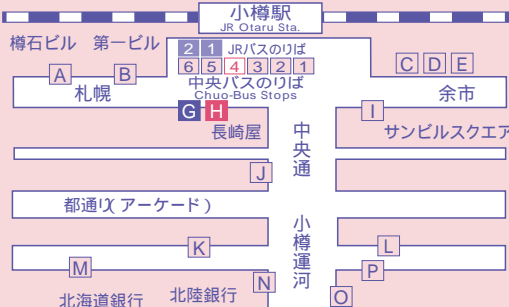 小樽駅
JR Otaru Sta.
樽石ビル 第一ビル
2 1 JRバスのりば
6 5 4 3 2 1
中央バスのりば
Chuo-Bus Stops
A B C D E
札幌 余市
G H I
長崎屋 サンビルスクエア
中央通
J
都通り(アーケード)
小樽運河
K L
M P
N O
北海道銀行 北陸銀行